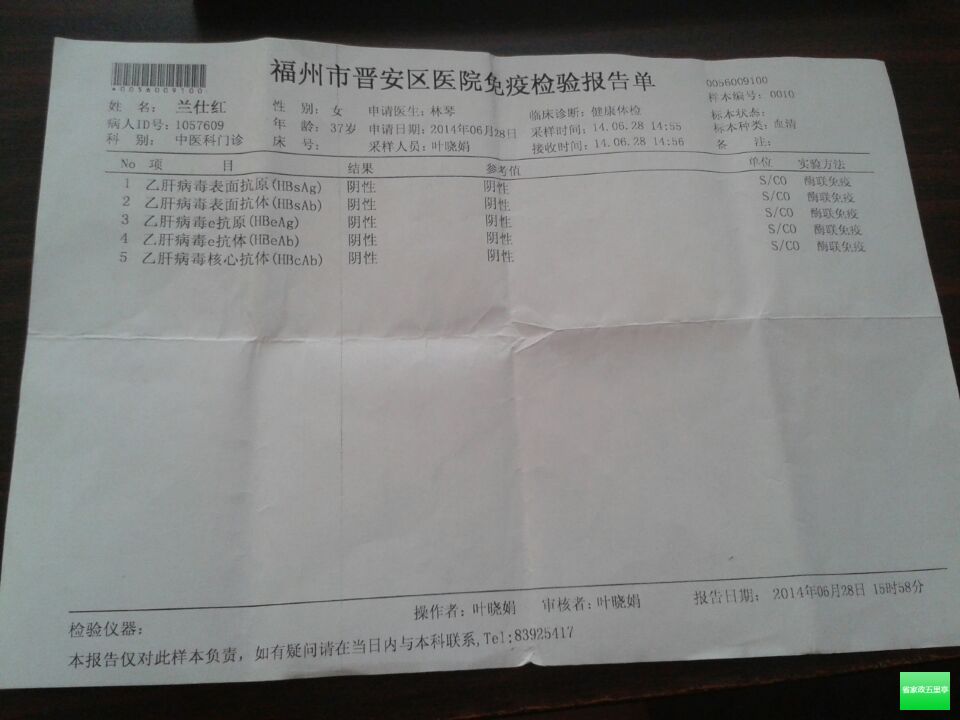 福州市晋安区医院免疫检验报告单
*0056009100*
0056009100
样本编号: 0010
姓 名: 兰仕红 性 别: 女 申请医生: 林琴 临床诊断: 健康体检 标本状态:
病人ID号: 1057609 年 龄: 37岁 申请日期: 2014年06月28日 采样时间: 14.06.28 14:55 标本种类: 血清
科 别: 中医科门诊 床 号: 采样人员: 叶晓娟 接收时间: 14.06.28 14:56 备 注:
No 项 目 结果 参考值 单位 实验方法
1 乙肝病毒表面抗原(HBsAg) 阴性 阴性 S/CO 酶联免疫
2 乙肝病毒表面抗体(HBsAb) 阴性 阴性 S/CO 酶联免疫
3 乙肝病毒e抗原(HBeAg) 阴性 阴性 S/CO 酶联免疫
4 乙肝病毒e抗体(HBeAb) 阴性 阴性 S/CO 酶联免疫
5 乙肝病毒核心抗体(HBcAb) 阴性 阴性 S/CO 酶联免疫
检验仪器: 操作者: 叶晓娟 审核者: 叶晓娟 报告日期: 2014年06月28日 15时58分
本报告仅对此样本负责, 如有疑问请在当日内与本科联系, Tel:83925417
省家政五里亭